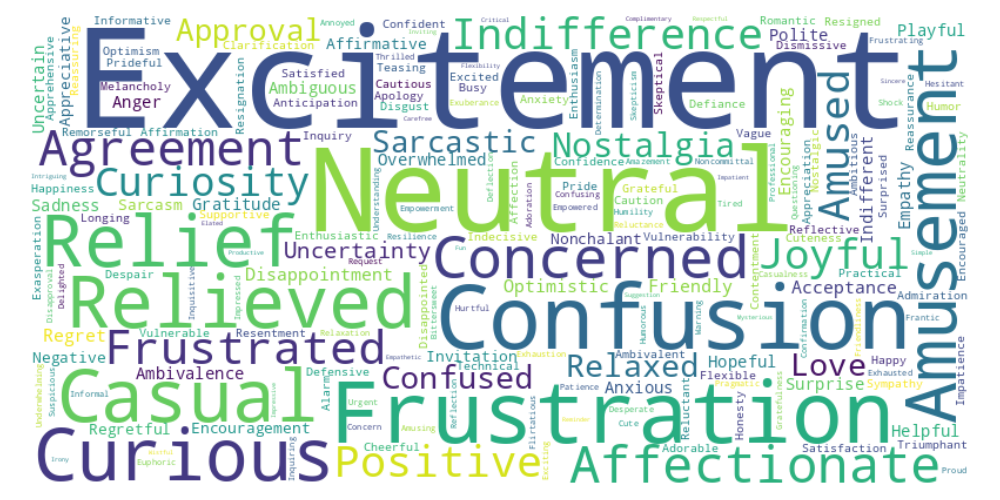 Excitement
Neutral
Confusion
Frustration
Amusement
Relief
Relieved
Casual
Curious
Affectionate
Agreement
Indifference
Concerned
Joyful
Frustrated
Positive
Curiosity
Nostalgia
Sarcastic
Approval
Amused
Relaxed
Confused
Love
Uncertainty
Informative
Annoyed
Confident
Critical
Complimentary
Respectful
Romantic
Resigned
Inviting
Polite
Playful
Frustrating
Dismissive
Clarification
Affirmative
Optimism
Prideful
Reassuring
Appreciative
Apprehensive
Uncertain
Thrilled
Flexibility
Teasing
Satisfied
Excited
Cautious
Busy
Melancholy
Ambiguous
Apology
Exuberance
Anxiety
Anger
Anticipation
Disgust
Carefree
Enthusiasm
Determination
Skepticism
Skeptical
Defiance
Sincere
Hesitant
Shock
Humor
Reassurance
Resignation
Remorseful
Affirmation
Inquiry
Vague
Encouraging
Overwhelmed
Understanding
Deflection
Confidence
Amazement
Noncommittal
Impatient
Professional
Questioning
Appreciation
Nostalgic
Ambitious
Indifferent
Surprised
Empathy
Neutrality
Intriguing
Happiness
Sadness
Sarcasm
Gratitude
Supportive
Longing
Elated
Empowerment
Affection
Adoration
Pride
Confusing
Empowered
Grateful
Caution
Humility
Tired
Reluctance
Reflective
Cuteness
Encouraged
Exasperation
Disapproval
Delighted
Despair
Productive
Enthusiastic
Resilience
Indecisive
Fun
Request
Nonchalant
Vulnerability
Contentment
Casualness
Practical
Simple
Acceptance
Admiration
Frantic
Inquisitive
Impressed
Disappointment
Disappointed
Bittersweet
Optimistic
Friendly
Suggestion
Hurtful
Humorous
Warning
Mysterious
Confirmation
Friendliness
Impatience
Regret
Vulnerable
Resentment
Relaxation
Negative
Suspicious
Underwhelming
Ambivalence
Defensive
Empathetic
Invitation
Technical
Exhaustion
Ambivalent
Hopeful
Flexible
Pragmatic
Happy
Exhausted
Surprise
Sympathy
Informal
Impressive
Alarm
Urgent
Concern
Amusing
Reflection
Flirtatious
Patience
Anxious
Desperate
Cute
Reluctant
Honesty
Gratefulness
Helpful
Triumphant
Regretful
Encouragement
Inquiring
Irony
Euphoric
Cheerful
Exciting
Adorable
Satisfaction
Proud